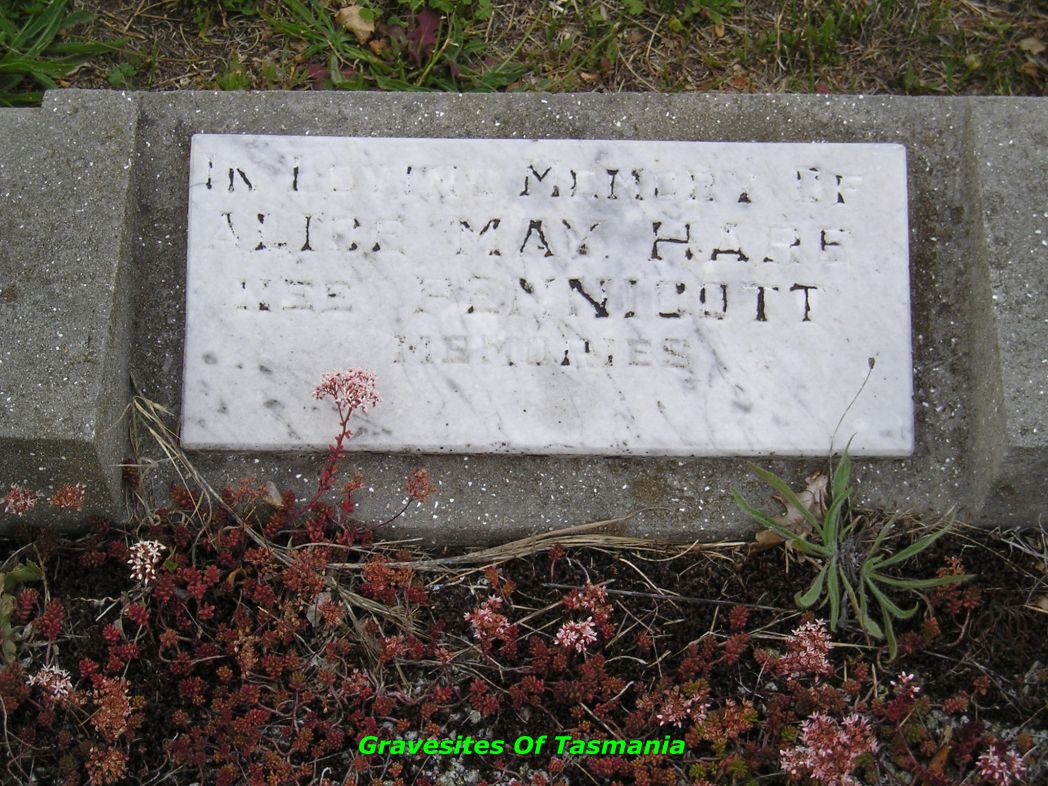 IN LOVING MEMORY OF
ALICE MAY HARE
NEE PENNICOTT
MEMORIES
Gravesites Of Tasmania